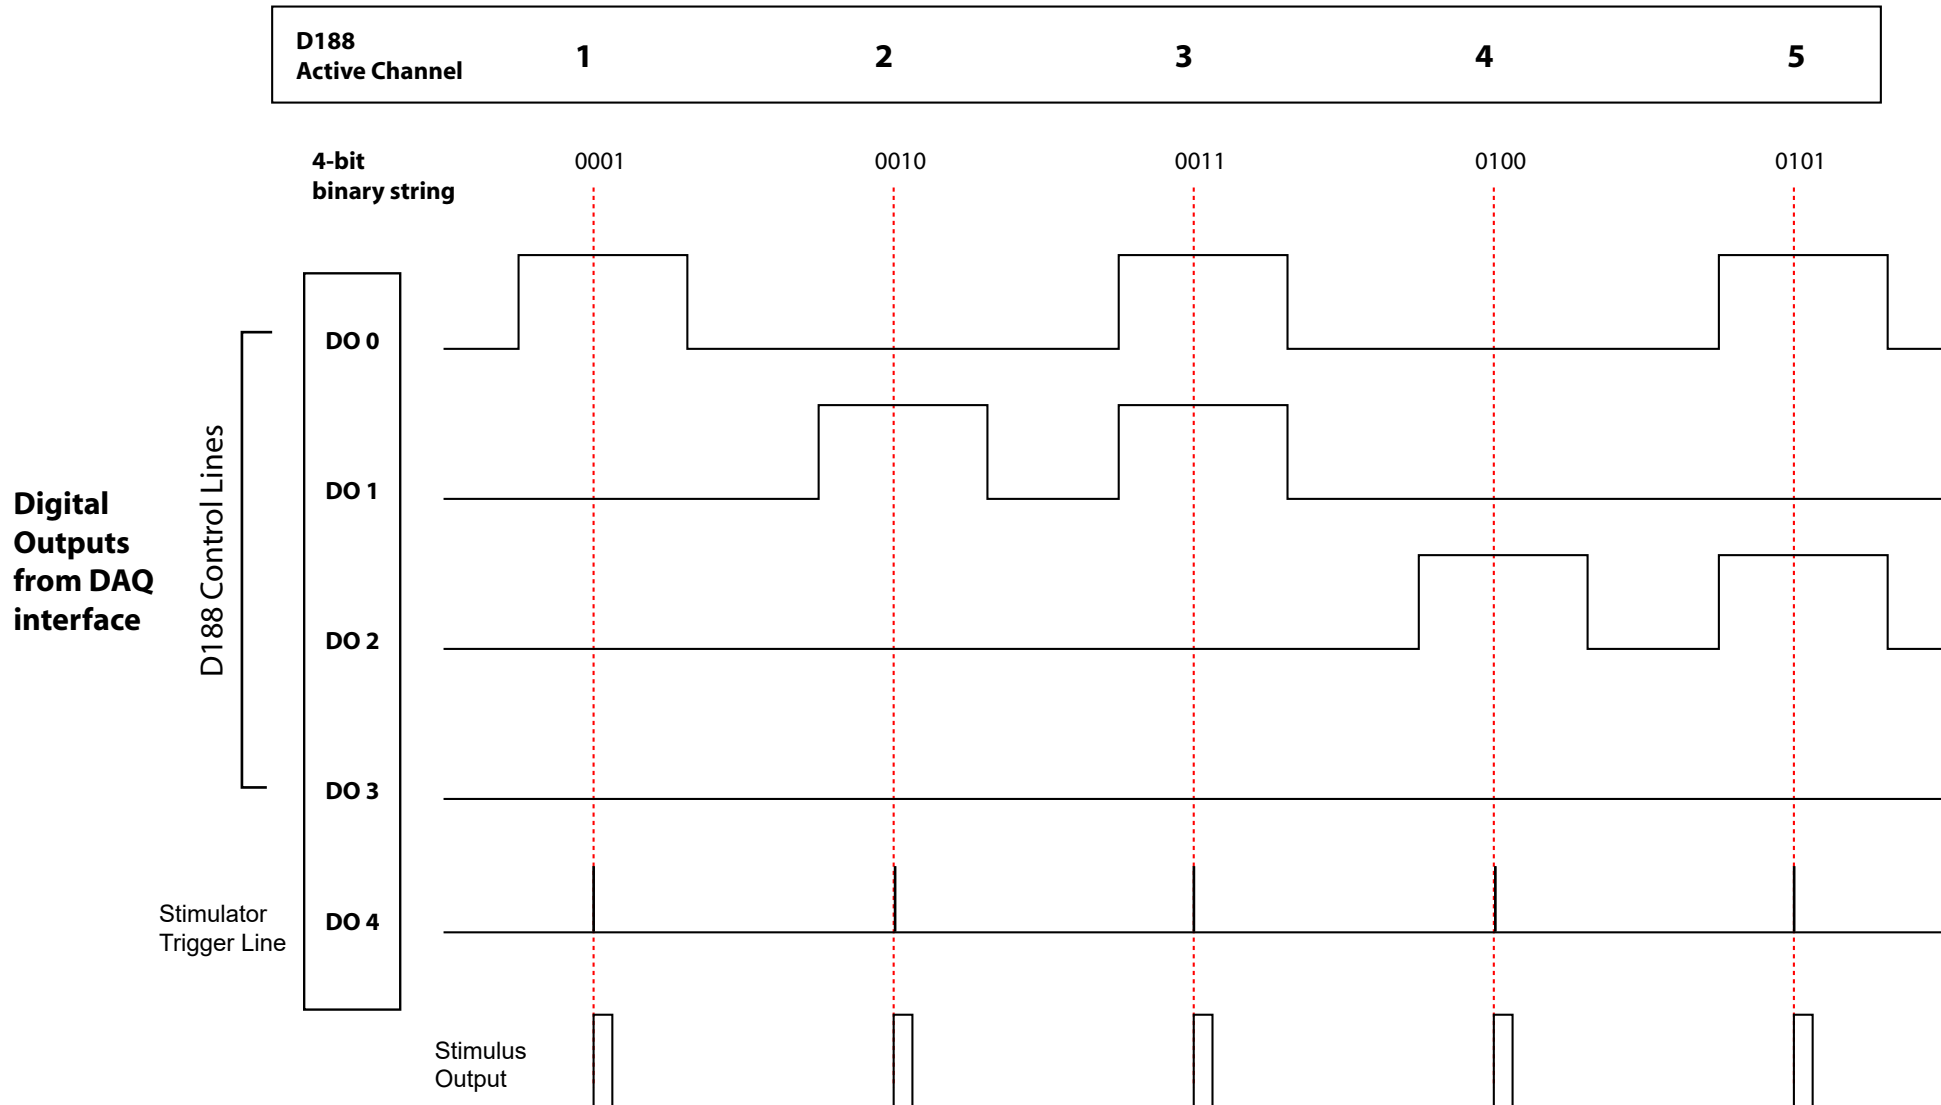 D188
Active Channel
1 2 3 4 5
4-bit
binary string
0001 0010 0011 0100 0101
Digital
Outputs
from DAQ
interface
D188 Control Lines
DO 0
DO 1
DO 2
DO 3
Stimulator
Trigger Line
DO 4
Stimulus
Output